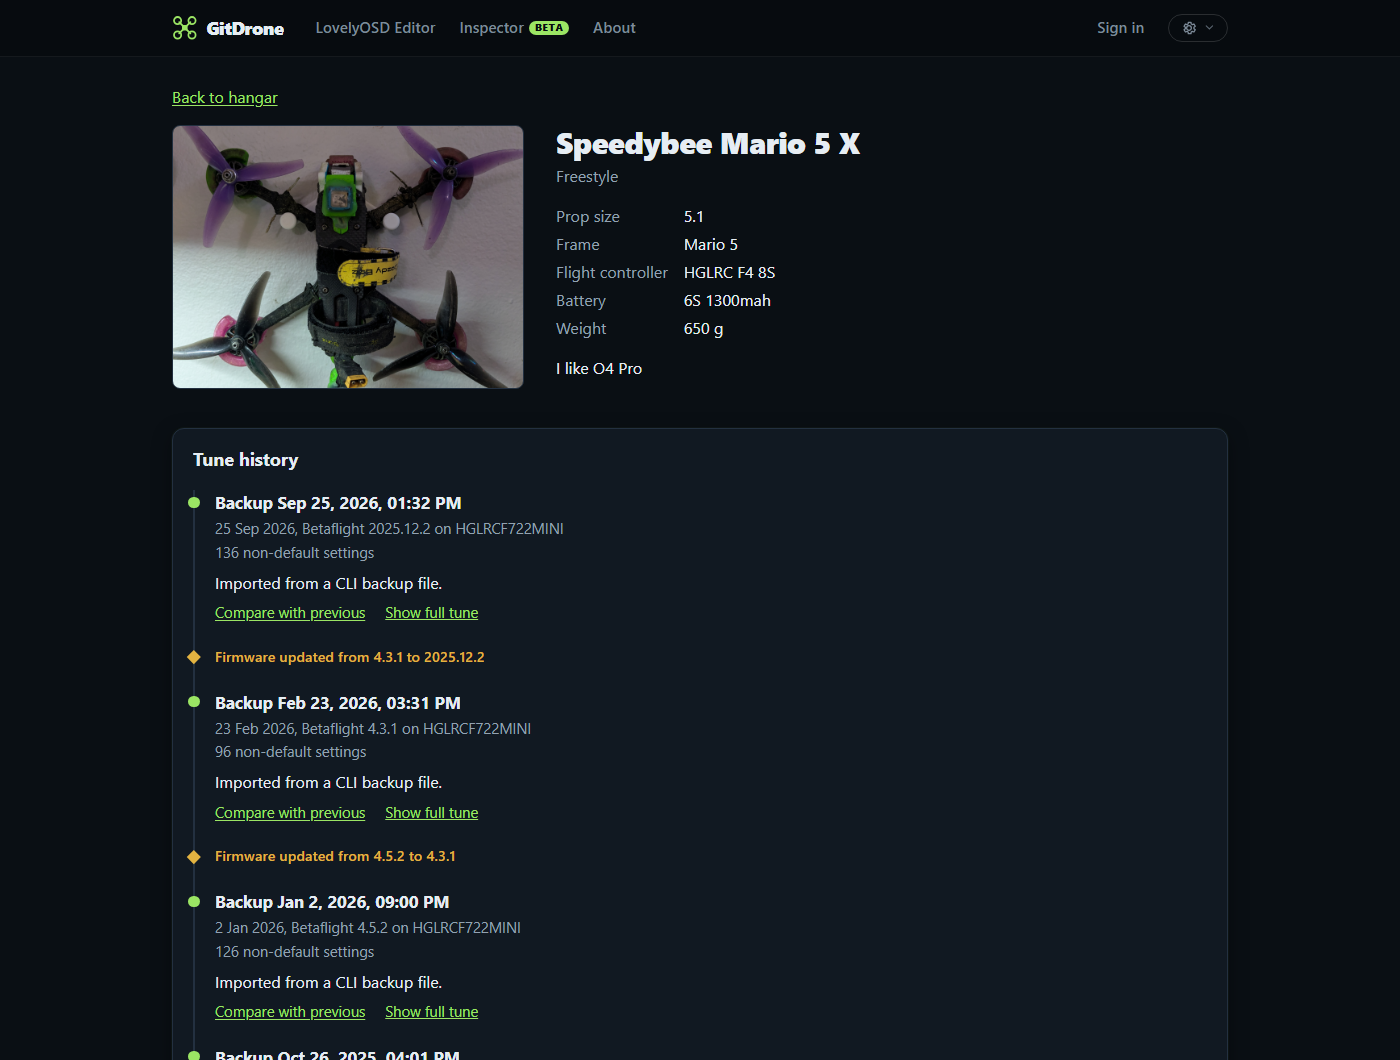 GitDrone
LovelyOSD Editor
Inspector BETA
About
Sign in
Back to hangar
Speedybee Mario 5 X
Freestyle
Prop size 5.1
Frame Mario 5
Flight controller HGLRC F4 8S
Battery 6S 1300mah
Weight 650 g
I like O4 Pro
Tune history
Backup Sep 25, 2026, 01:32 PM
25 Sep 2026, Betaflight 2025.12.2 on HGLRCF722MINI
136 non-default settings
Imported from a CLI backup file.
Compare with previous Show full tune
Firmware updated from 4.3.1 to 2025.12.2
Backup Feb 23, 2026, 03:31 PM
23 Feb 2026, Betaflight 4.3.1 on HGLRCF722MINI
96 non-default settings
Imported from a CLI backup file.
Compare with previous Show full tune
Firmware updated from 4.5.2 to 4.3.1
Backup Jan 2, 2026, 09:00 PM
2 Jan 2026, Betaflight 4.5.2 on HGLRCF722MINI
126 non-default settings
Imported from a CLI backup file.
Compare with previous Show full tune
Backup Oct 26, 2025, 04:01 PM